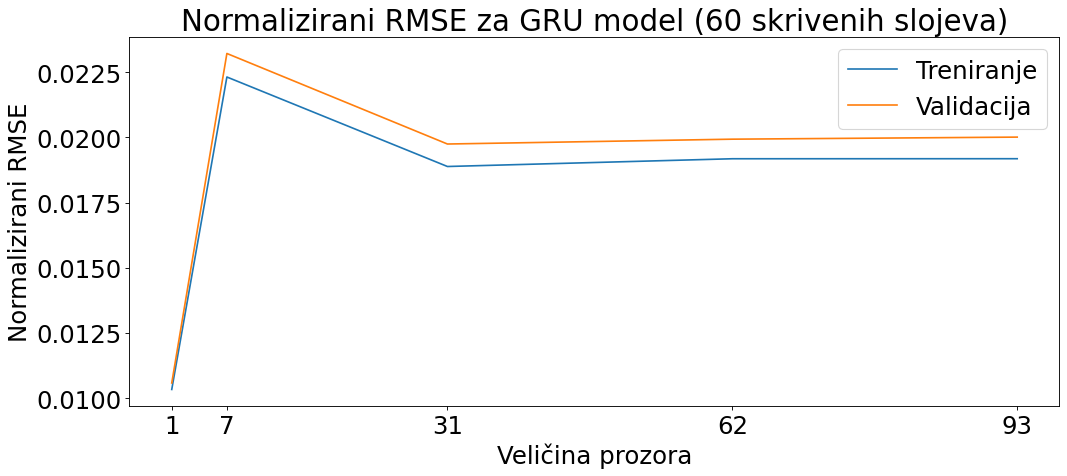 Normalizirani RMSE za GRU model (60 skrivenih slojeva)
Treniranje
Validacija
Normalizirani RMSE
0.0225
0.0200
0.0175
0.0150
0.0125
0.0100
1 7 31 62 93
Veličina prozora